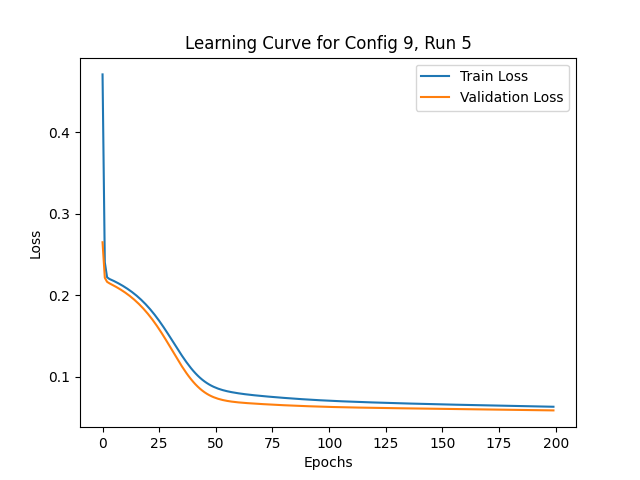 Learning Curve for Config 9, Run 5
Train Loss
Validation Loss
Loss
0.4
0.3
0.2
0.1
0 25 50 75 100 125 150 175 200
Epochs